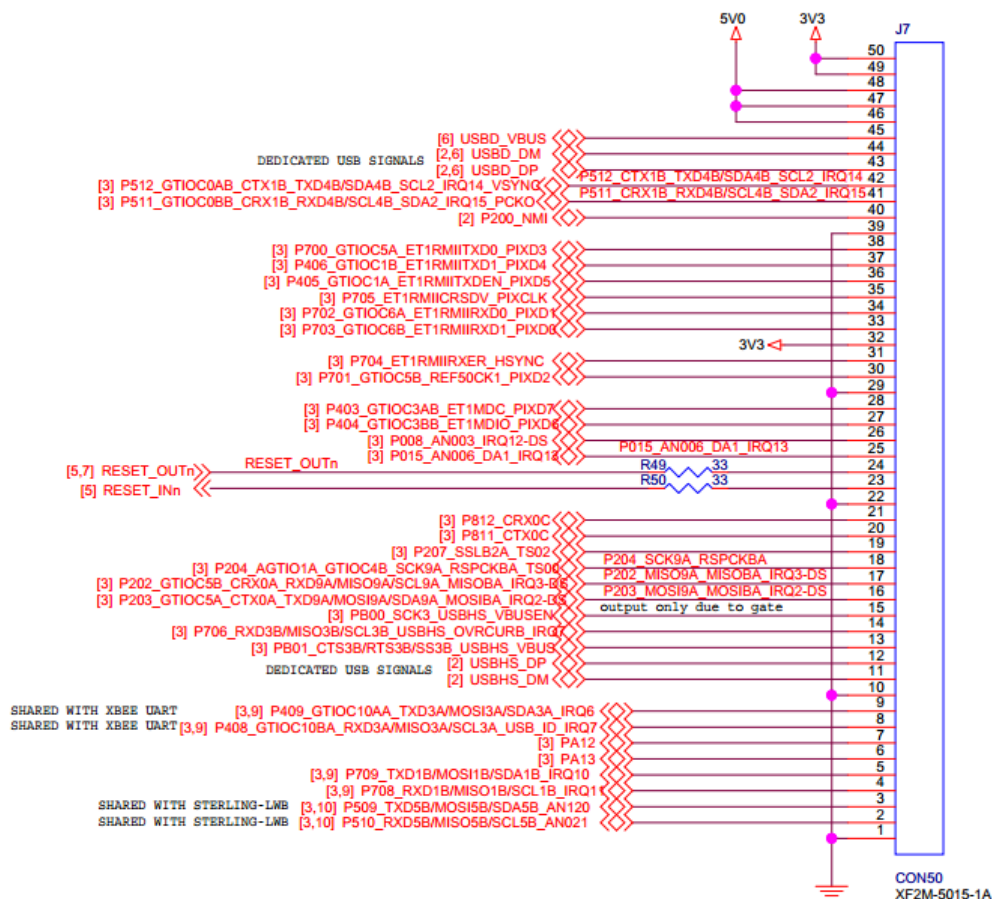 5V0 3V3
J7
50
49
48
47
46
45
[6] USBD_VBUS
44
[2,6] USBD_DM
DEDICATED USB SIGNALS
43
[2,6] USBD_DP
P512_CTX1B_TXD4B/SDA4B_SCL2_IRQ14
42
[3] P512_GTIOC0AB_CTX1B_TXD4B/SDA4B_SCL2_IRQ14_VSYNC
P511_CRX1B_RXD4B/SCL4B_SDA2_IRQ15
41
[3] P511_GTIOC0BB_CRX1B_RXD4B/SCL4B_SDA2_IRQ15_PCKO
40
[2] P200_NMI
39
38
[3] P700_GTIOC5A_ET1RMIITXD0_PIXD3
37
[3] P406_GTIOC1B_ET1RMIITXD1_PIXD4
36
[3] P405_GTIOC1A_ET1RMIITXDEN_PIXD5
35
[3] P705_ET1RMIICRSDV_PIXCLK
34
[3] P702_GTIOC6A_ET1RMIIRXD0_PIXD1
33
[3] P703_GTIOC6B_ET1RMIIRXD1_PIXD0
32
3V3
31
[3] P704_ET1RMIIRXER_HSYNC
30
[3] P701_GTIOC5B_REF50CK1_PIXD2
29
28
[3] P403_GTIOC3AB_ET1MDC_PIXD7
27
[3] P404_GTIOC3BB_ET1MDIO_PIXD6
26
[3] P008_AN003_IRQ12-DS
P015_AN006_DA1_IRQ13
25
[3] P015_AN006_DA1_IRQ13
RESET_OUTn
R49 33
24
[5,7] RESET_OUTn
R50 33
23
[5] RESET_INn
22
21
[3] P812_CRX0C
20
[3] P811_CTX0C
19
[3] P207_SSLB2A_TS02
P204_SCK9A_RSPCKBA
18
[3] P204_AGTIO1A_GTIOC4B_SCK9A_RSPCKBA_TS00
P202_MISO9A_MISOBA_IRQ3-DS
17
[3] P202_GTIOC5B_CRX0A_RXD9A/MISO9A/SCL9A_MISOBA_IRQ3-DS
P203_MOSI9A_MOSIBA_IRQ2-DS
16
[3] P203_GTIOC5A_CTX0A_TXD9A/MOSI9A/SDA9A_MOSIBA_IRQ2-DS
output only due to gate
15
[3] PB00_SCK3_USBHS_VBUSEN
14
[3] P706_RXD3B/MISO3B/SCL3B_USBHS_OVRCURB_IRQ7
13
[3] PB01_CTS3B/RTS3B/SS3B_USBHS_VBUS
12
[2] USBHS_DP
DEDICATED USB SIGNALS
11
[2] USBHS_DM
10
9
SHARED WITH XBEE UART [3,9] P409_GTIOC10AA_TXD3A/MOSI3A/SDA3A_IRQ6
8
SHARED WITH XBEE UART [3,9] P408_GTIOC10BA_RXD3A/MISO3A/SCL3A_USB_ID_IRQ7
7
[3] PA12
6
[3] PA13
5
[3,9] P709_TXD1B/MOSI1B/SDA1B_IRQ10
4
[3,9] P708_RXD1B/MISO1B/SCL1B_IRQ11
3
SHARED WITH STERLING-LWB [3,10] P509_TXD5B/MOSI5B/SDA5B_AN120
2
SHARED WITH STERLING-LWB [3,10] P510_RXD5B/MISO5B/SCL5B_AN021
1
CON50
XF2M-5015-1A